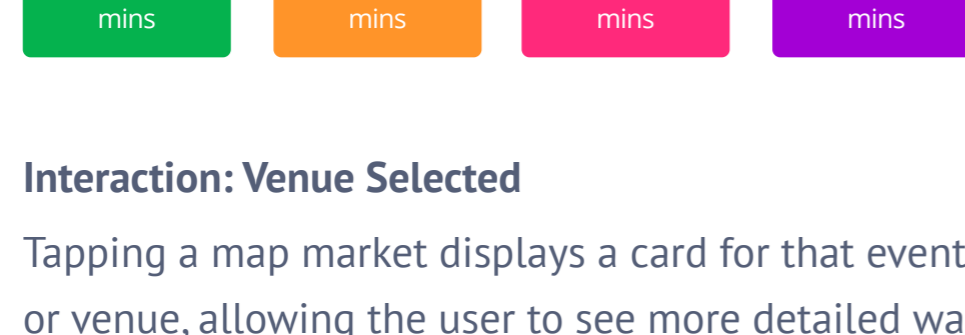 mins mins mins mins
Interaction: Venue Selected
Tapping a map market displays a card for that event
or venue, allowing the user to see more detailed wa